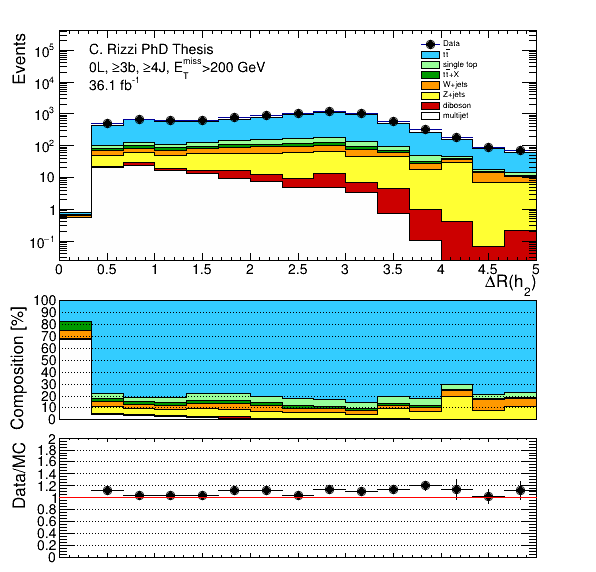 Events
10⁵
10⁴
10³
10²
10
1
10⁻¹
C. Rizzi PhD Thesis
0L, ≥3b, ≥4J, E_T^miss>200 GeV
36.1 fb⁻¹
Data
tt̄
single top
tt̄+X
W+jets
Z+jets
diboson
multijet
0 0.5 1 1.5 2 2.5 3 3.5 4 4.5 5
ΔR(h₂)
Composition [%]
100
90
80
70
60
50
40
30
20
10
0
Data/MC
2
1.8
1.6
1.4
1.2
1
0.8
0.6
0.4
0.2
0